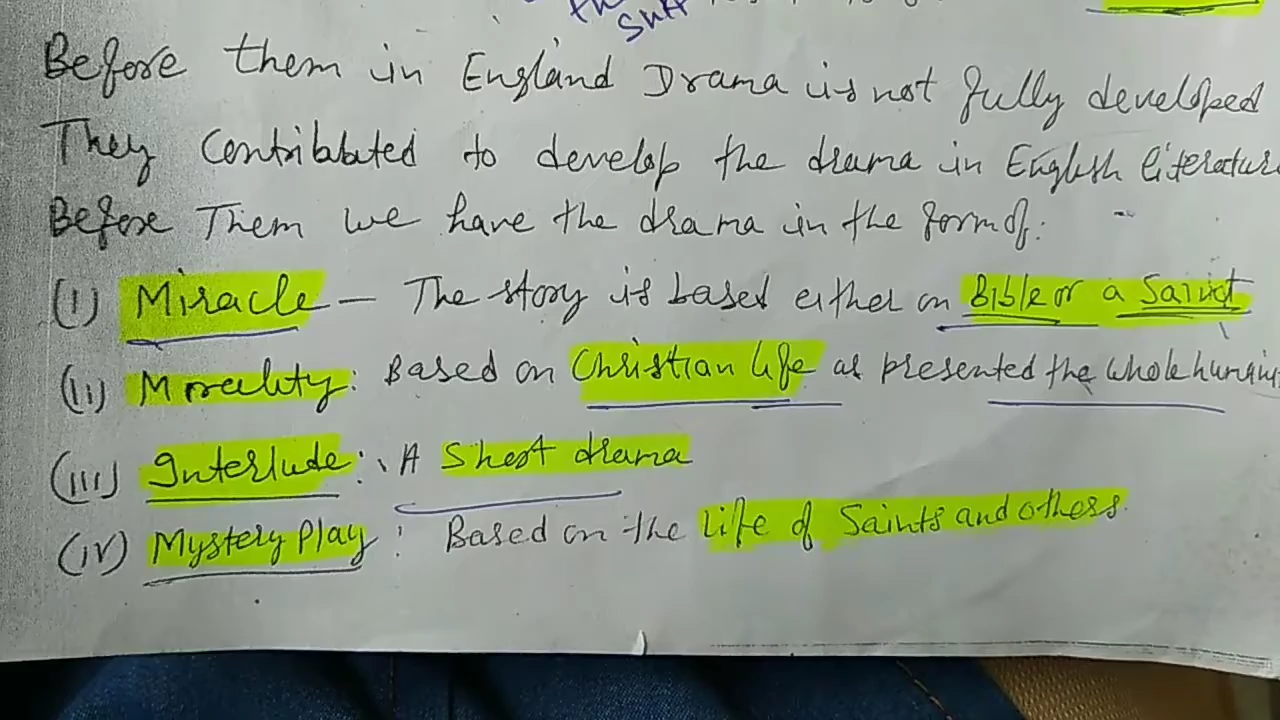 Before them in England Drama is not fully developed
They Contribbted to develop the drama in English literatur
Before Them we have the drama in the form of:
(I) Miracle — The story is based either on Bible or a Saint
(II) Morality: Based on Christian life as presented the whole
(III) Interlude: A Short drama
(IV) Mystery Play: Based on the life of Saints and others.